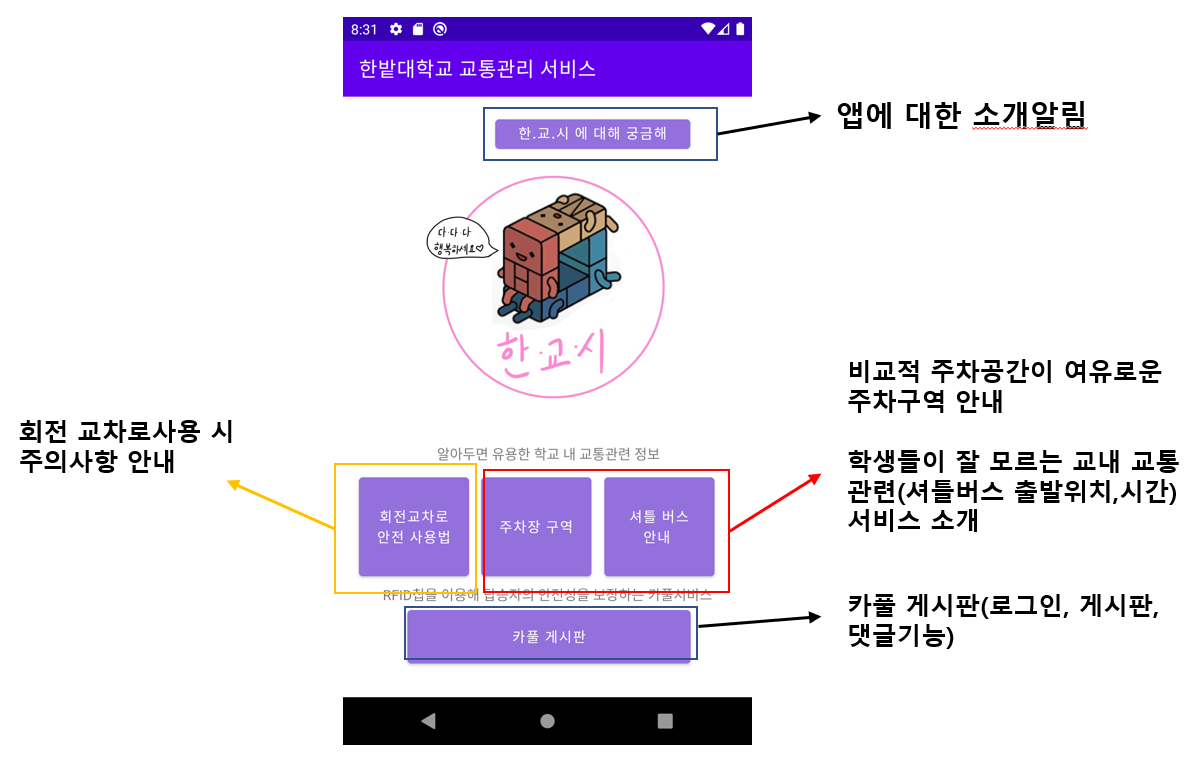 8:31
한밭대학교 교통관리 서비스
한.교.시 에 대해 궁금해
앱에 대한 소개알림
다·다·다
행복하세요♡
한·교·시
비교적 주차공간이 여유로운
주차구역 안내
회전 교차로사용 시
주의사항 안내
학생들이 잘 모르는 교내 교통
관련(셔틀버스 출발위치,시간)
서비스 소개
알아두면 유용한 학교 내 교통관련 정보
회전교차로
안전 사용법
주차장 구역
셔틀 버스
안내
RFID칩을 이용해 탑승자의 안전성을 보장하는 카풀서비스
카풀 게시판
카풀 게시판(로그인, 게시판,
댓글기능)